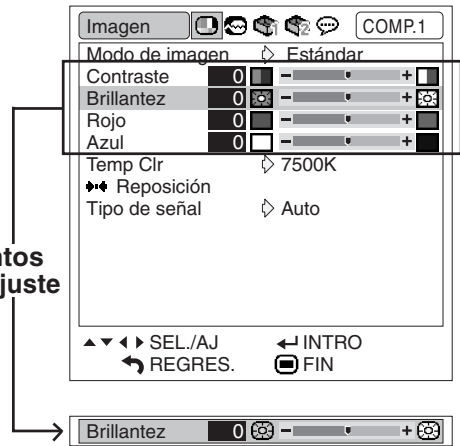 Imagen COMP.1
Modo de imagen Estándar
Contraste 0 - +
Brillantez 0 - +
Rojo 0 - +
Azul 0 - +
Temp Clr 7500K
Reposición
Tipo de señal Auto
ntos
juste
SEL./AJ INTRO
REGRES. FIN
Brillantez 0 - +